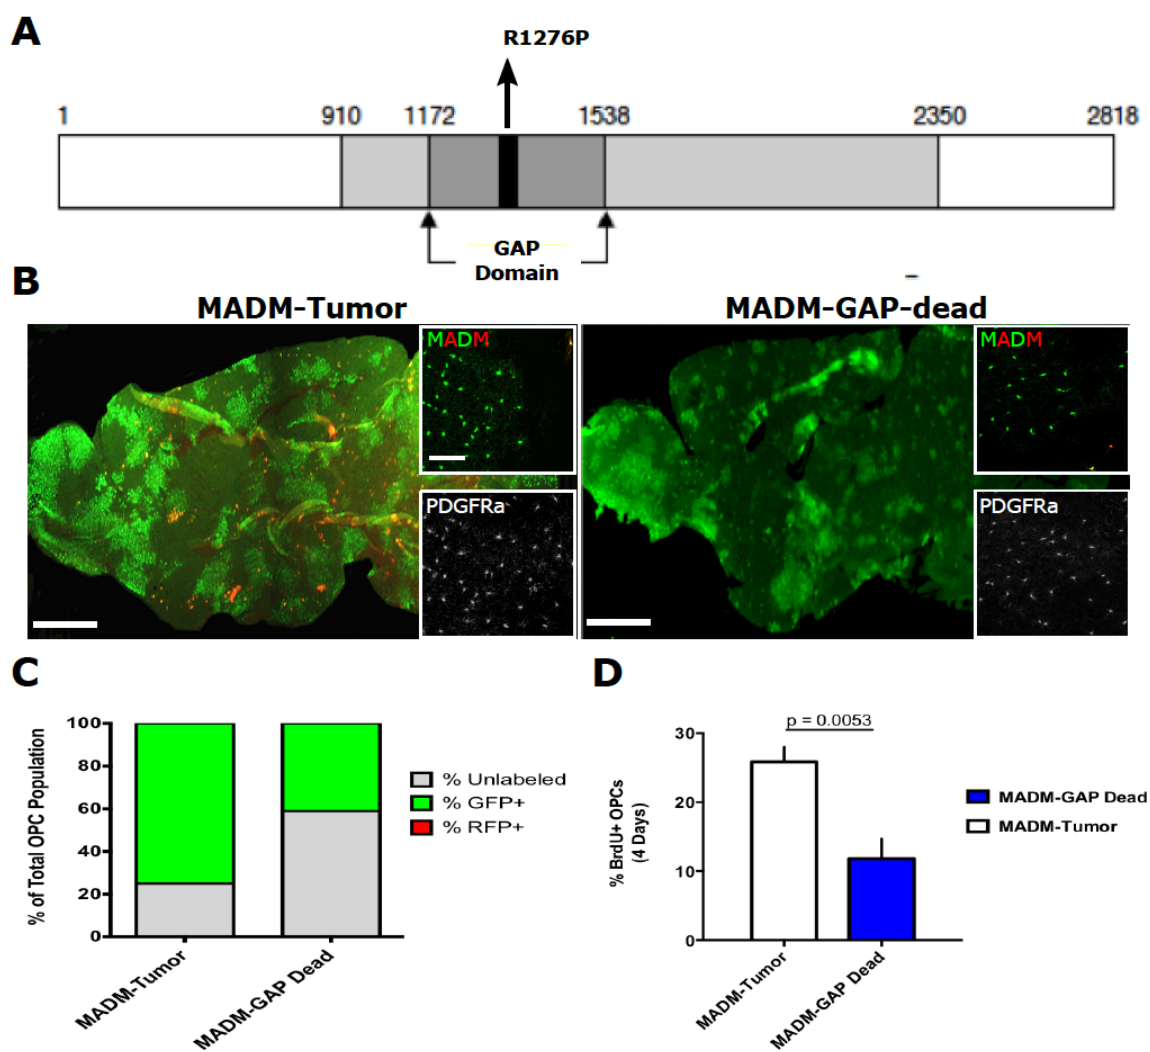 A
R1276P
1 910 1172 1538 2350 2818
GAP
Domain
B
MADM-Tumor
MADM-GAP-dead
MADM
PDGFRa
MADM
PDGFRa
C
% of Total OPC Population
100
80
60
40
20
0
MADM-Tumor
MADM-GAP Dead
% Unlabeled
% GFP+
% RFP+
D
% BrdU+ OPCs
(4 Days)
p = 0.0053
30
20
10
0
MADM-Tumor
MADM-GAP Dead
MADM-GAP Dead
MADM-Tumor